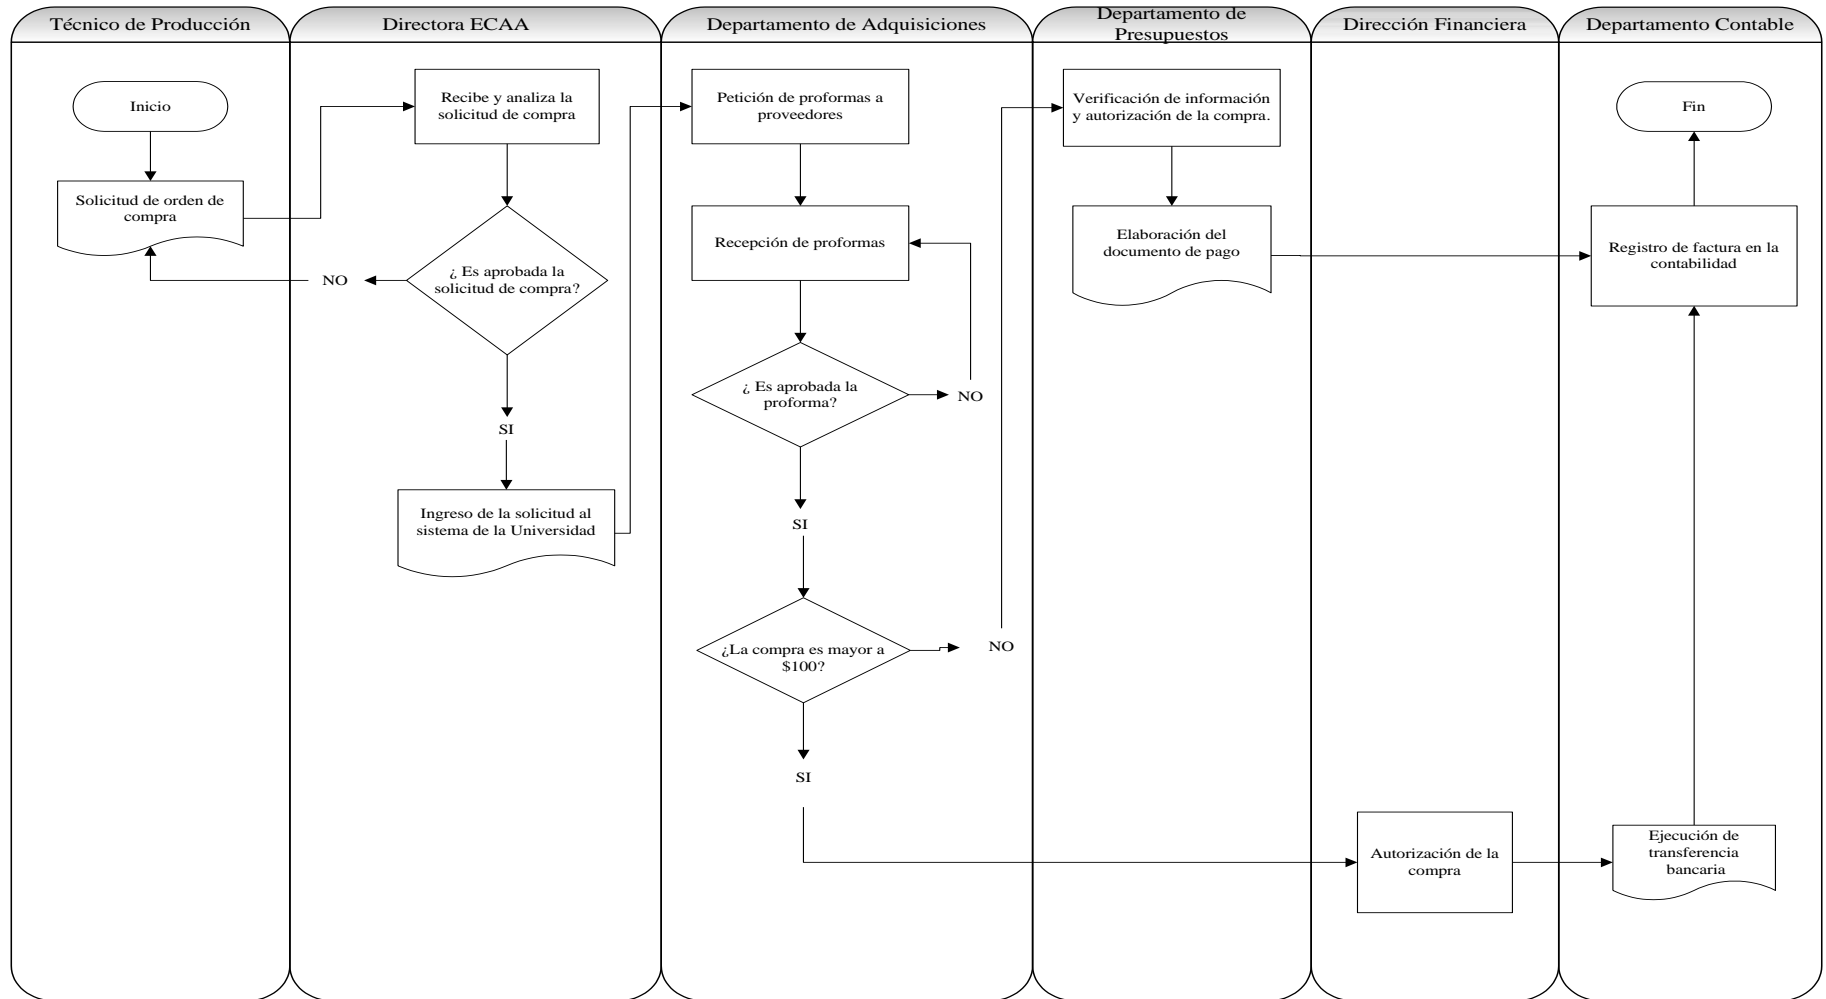 Técnico de Producción
Directora ECAA
Departamento de Adquisiciones
Departamento de
Presupuestos
Dirección Financiera
Departamento Contable
Inicio
Solicitud de orden de
compra
Recibe y analiza la
solicitud de compra
¿ Es aprobada la
solicitud de compra?
NO
SI
Ingreso de la solicitud al
sistema de la Universidad
Petición de proformas a
proveedores
Recepción de proformas
¿ Es aprobada la
proforma?
NO
SI
¿La compra es mayor a
$100?
NO
SI
Verificación de información
y autorización de la compra.
Elaboración del
documento de pago
Autorización de la
compra
Fin
Registro de factura en la
contabilidad
Ejecución de
transferencia
bancaria